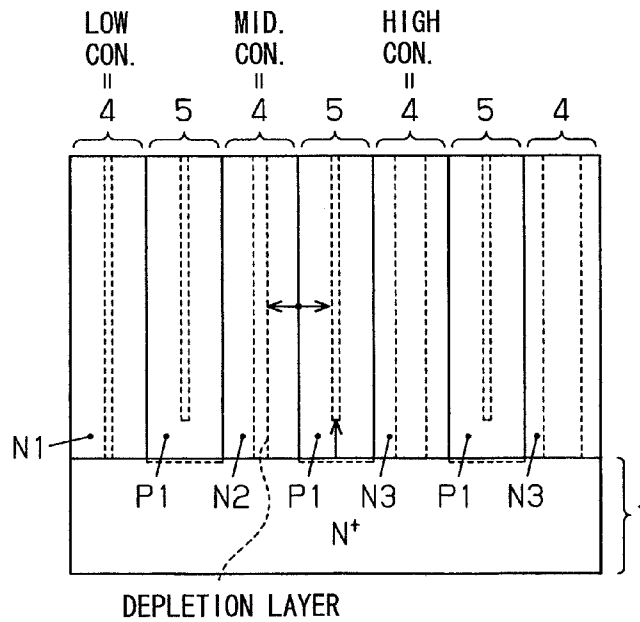 LOW CON. MID. CON. HIGH CON.
= = =
4 5 4 5 4 5 4
N1
P1 N2 P1 N3 P1 N3
N+
DEPLETION LAYER